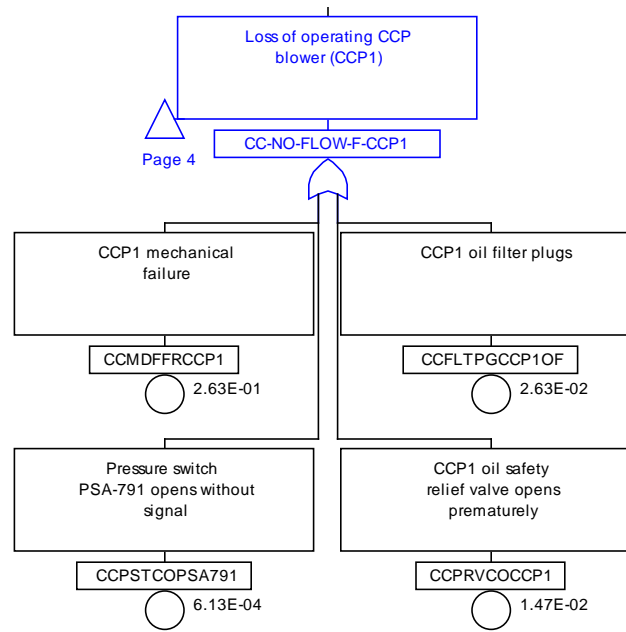 Loss of operating CCP
blower (CCP1)
Page 4
CC-NO-FLOW-F-CCP1
CCP1 mechanical
failure
CCMDFFRCCP1
2.63E-01
CCP1 oil filter plugs
CCFLTPGCCP1OF
2.63E-02
Pressure switch
PSA-791 opens without
signal
CCPSTCOPSA791
6.13E-04
CCP1 oil safety
relief valve opens
prematurely
CCPRVCOCCP1
1.47E-02